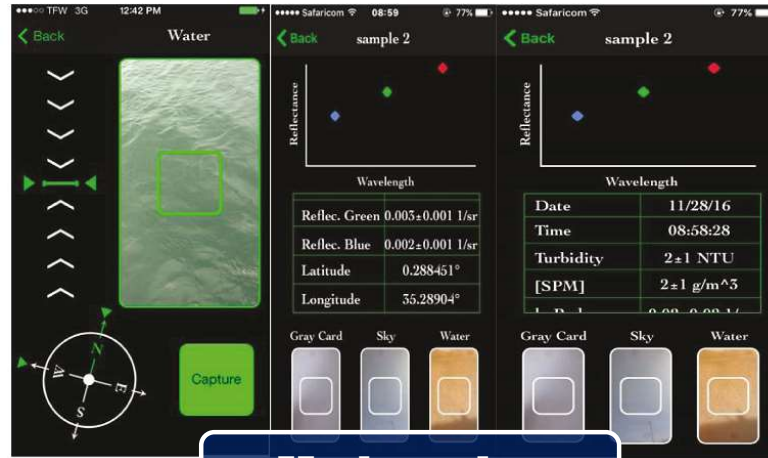 TFW 3G 12:42 PM
Back Water
N
W
E
S
Capture
Safaricom 08:59 77%
Back sample 2
Reflectance
Wavelength
Reflec. Green 0.003±0.001 1/sr
Reflec. Blue 0.002±0.001 1/sr
Latitude 0.288451°
Longitude 35.28904°
Gray Card Sky Water
Safaricom 77%
Back sample 2
Reflectance
Wavelength
Date 11/28/16
Time 08:58:28
Turbidity 2±1 NTU
[SPM] 2±1 g/m^3
Gray Card Sky Water